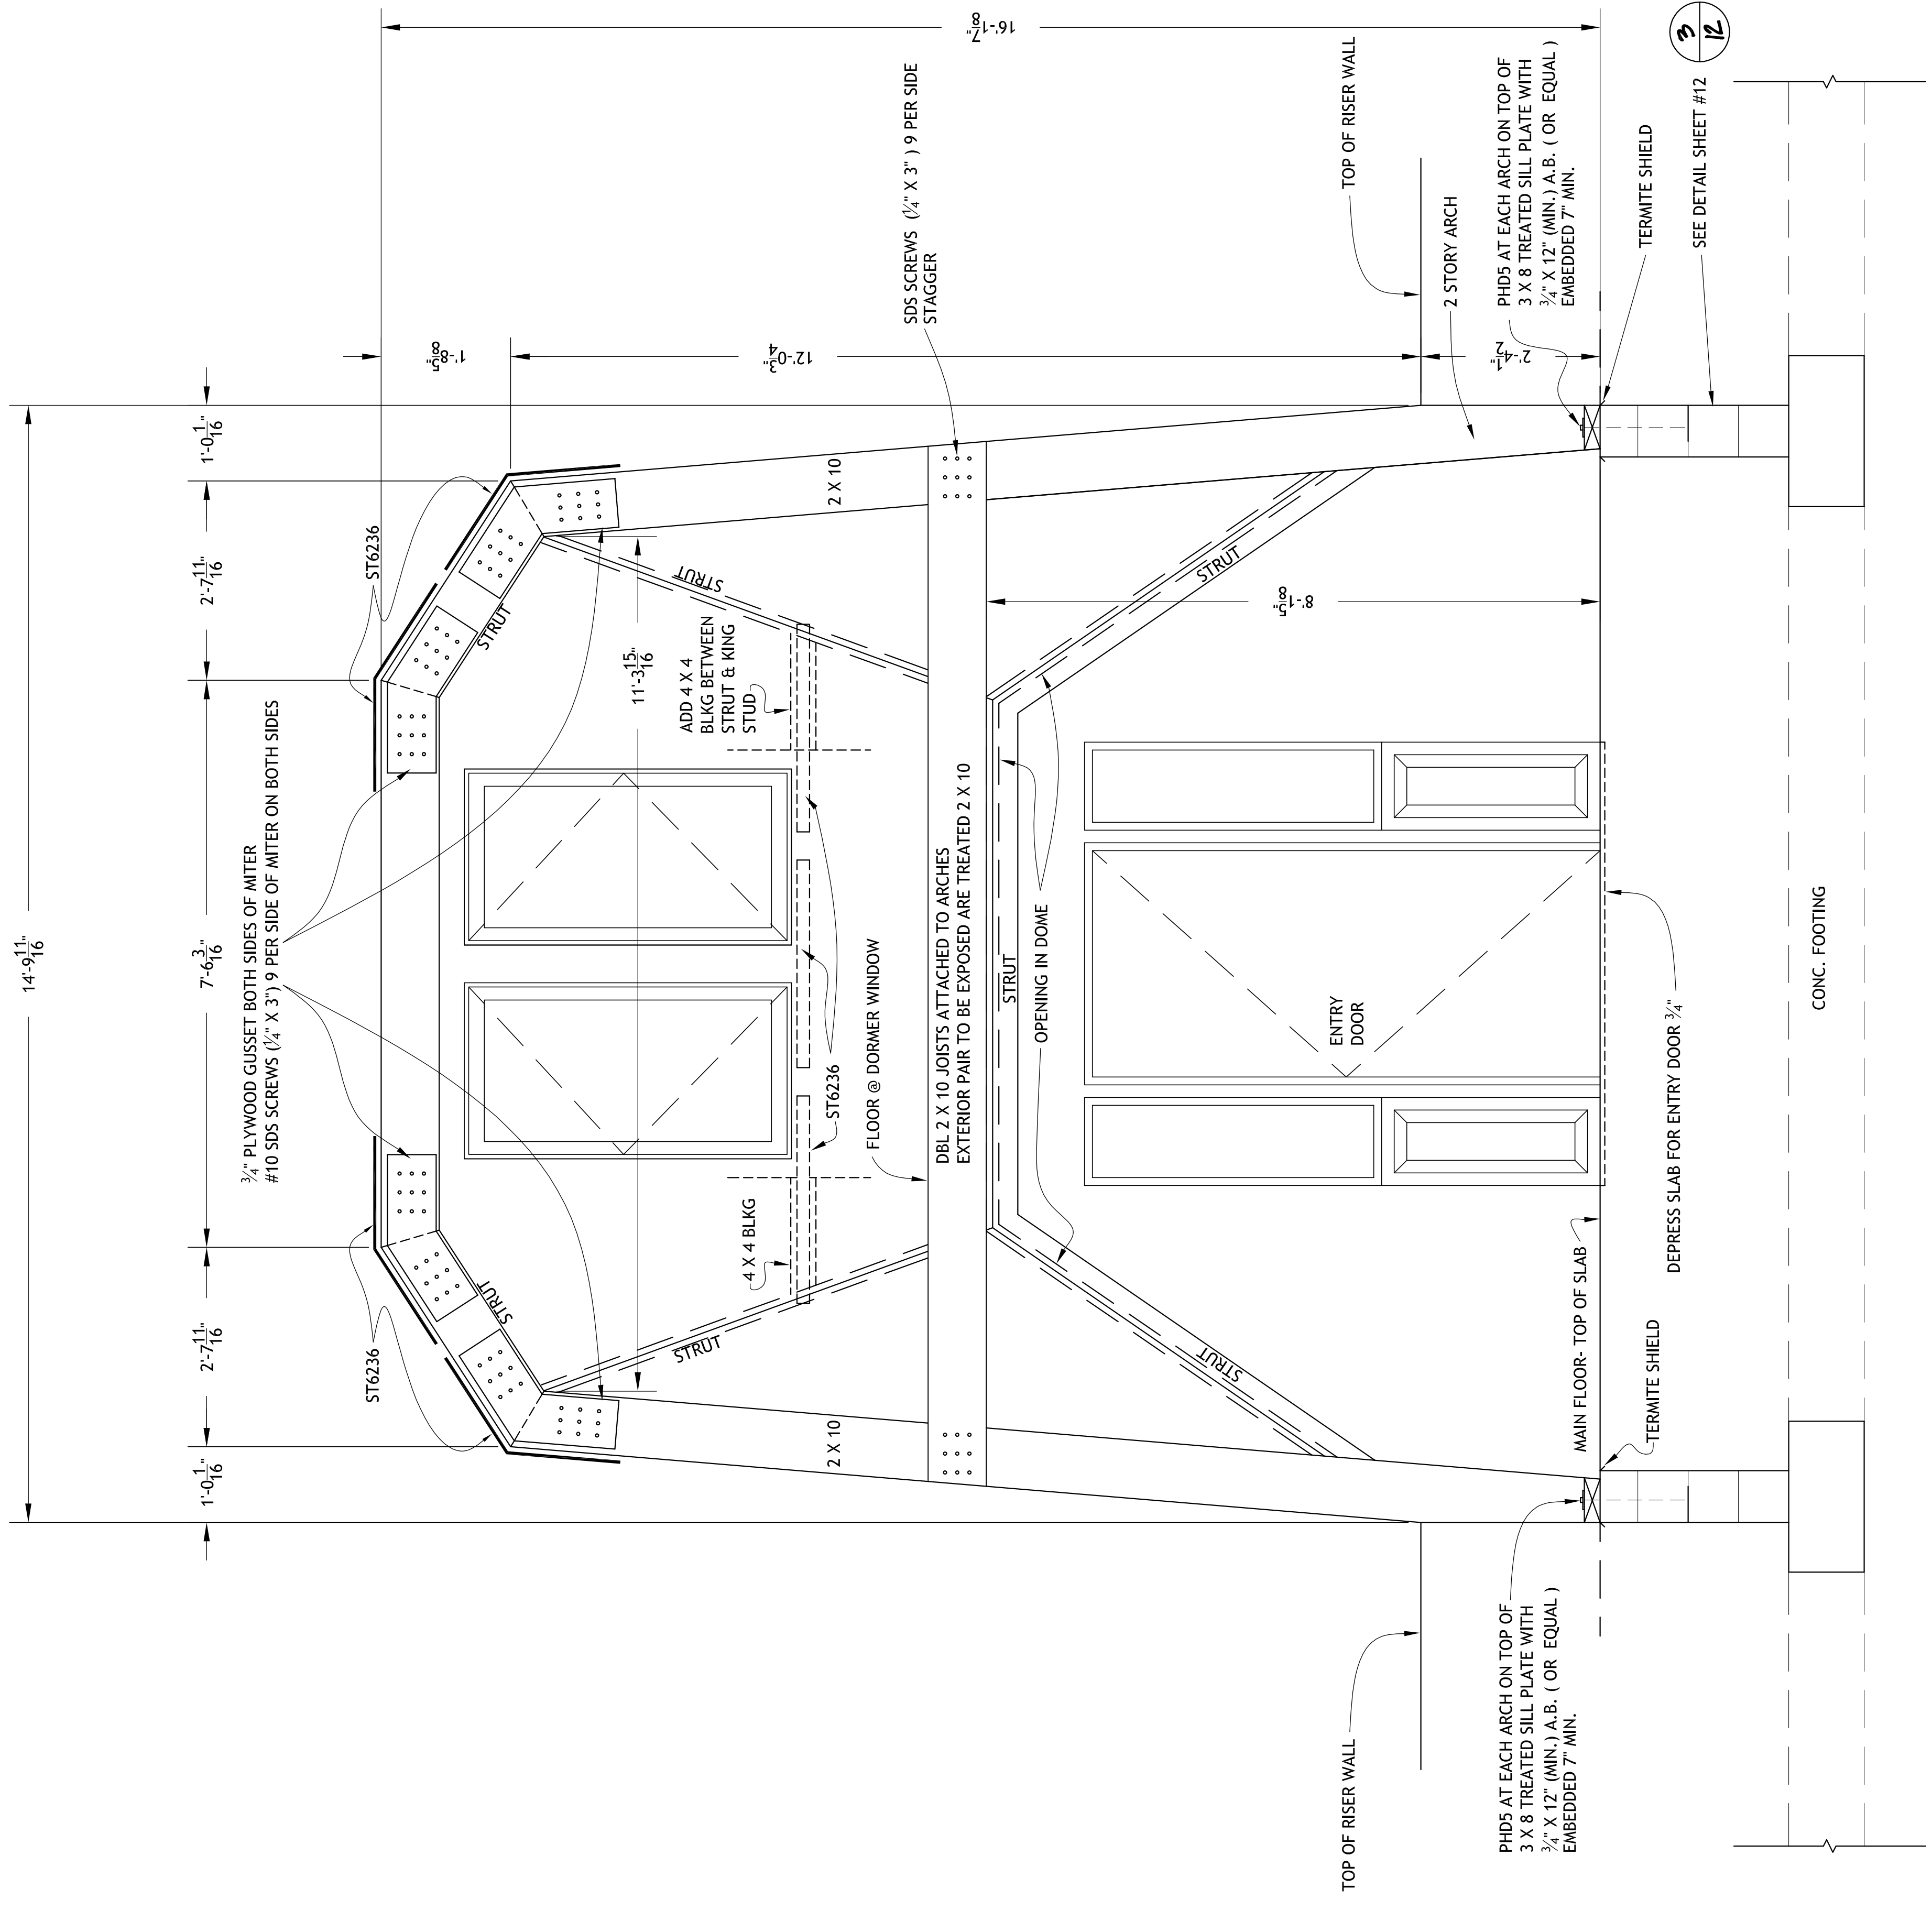 14'-9 11/16"
1'-0 1/16"
2'-7 11/16"
7'-6 3/16"
2'-7 11/16"
1'-0 1/16"
3/4" PLYWOOD GUSSET BOTH SIDES OF MITER
#10 SDS SCREWS (1/4" X 3") 9 PER SIDE OF MITER ON BOTH SIDES
ST6236
ST6236
1'-8 5/8"
16'-1 7/8"
12'-0 3/4"
2'-4 1/2"
STRUT
STRUT
STRUT
STRUT
11'-3 15/16"
ADD 4 X 4
BLKG BETWEEN
STRUT & KING
STUD
4 X 4 BLKG
ST6236
2 X 10
2 X 10
FLOOR @ DORMER WINDOW
SDS SCREWS (1/4" X 3" ) 9 PER SIDE
STAGGER
DBL 2 X 10 JOISTS ATTACHED TO ARCHES
EXTERIOR PAIR TO BE EXPOSED ARE TREATED 2 X 10
STRUT
OPENING IN DOME
STRUT
STRUT
8'-1 5/8"
ENTRY
DOOR
TOP OF RISER WALL
TOP OF RISER WALL
2 STORY ARCH
PHD5 AT EACH ARCH ON TOP OF
3 X 8 TREATED SILL PLATE WITH
3/4" X 12" (MIN.) A.B. ( OR EQUAL )
EMBEDDED 7" MIN.
PHD5 AT EACH ARCH ON TOP OF
3 X 8 TREATED SILL PLATE WITH
3/4" X 12" (MIN.) A.B. ( OR EQUAL )
EMBEDDED 7" MIN.
MAIN FLOOR- TOP OF SLAB
TERMITE SHIELD
TERMITE SHIELD
DEPRESS SLAB FOR ENTRY DOOR 3/4"
SEE DETAIL SHEET #12
3
12
CONC. FOOTING